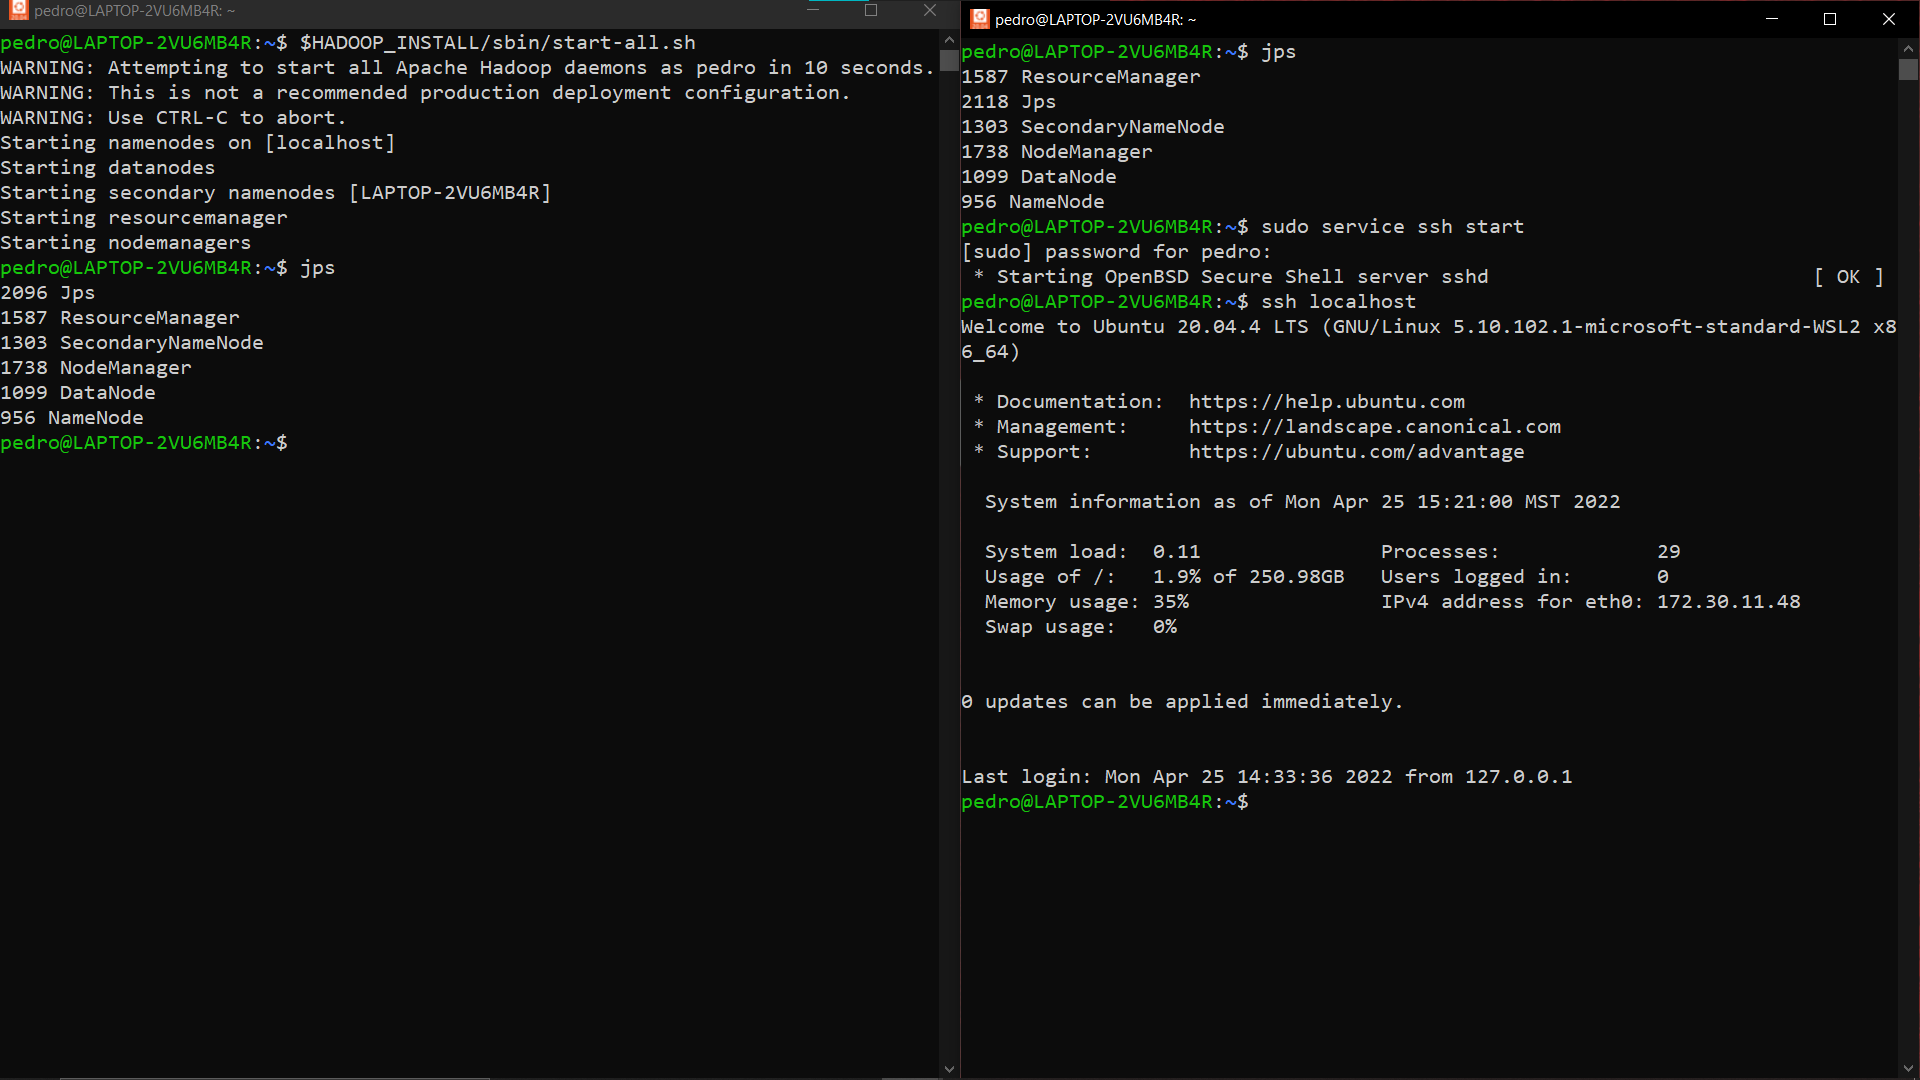 pedro@LAPTOP-2VU6MB4R: ~
pedro@LAPTOP-2VU6MB4R:~$ $HADOOP_INSTALL/sbin/start-all.sh
WARNING: Attempting to start all Apache Hadoop daemons as pedro in 10 seconds.
WARNING: This is not a recommended production deployment configuration.
WARNING: Use CTRL-C to abort.
Starting namenodes on [localhost]
Starting datanodes
Starting secondary namenodes [LAPTOP-2VU6MB4R]
Starting resourcemanager
Starting nodemanagers
pedro@LAPTOP-2VU6MB4R:~$ jps
2096 Jps
1587 ResourceManager
1303 SecondaryNameNode
1738 NodeManager
1099 DataNode
956 NameNode
pedro@LAPTOP-2VU6MB4R:~$
pedro@LAPTOP-2VU6MB4R: ~
pedro@LAPTOP-2VU6MB4R:~$ jps
1587 ResourceManager
2118 Jps
1303 SecondaryNameNode
1738 NodeManager
1099 DataNode
956 NameNode
pedro@LAPTOP-2VU6MB4R:~$ sudo service ssh start
[sudo] password for pedro:
 * Starting OpenBSD Secure Shell server sshd [ OK ]
pedro@LAPTOP-2VU6MB4R:~$ ssh localhost
Welcome to Ubuntu 20.04.4 LTS (GNU/Linux 5.10.102.1-microsoft-standard-WSL2 x8
6_64)
 * Documentation:  https://help.ubuntu.com
 * Management:     https://landscape.canonical.com
 * Support:        https://ubuntu.com/advantage
  System information as of Mon Apr 25 15:21:00 MST 2022
  System load:  0.11               Processes:             29
  Usage of /:   1.9% of 250.98GB   Users logged in:       0
  Memory usage: 35%                IPv4 address for eth0: 172.30.11.48
  Swap usage:   0%
0 updates can be applied immediately.
Last login: Mon Apr 25 14:33:36 2022 from 127.0.0.1
pedro@LAPTOP-2VU6MB4R:~$